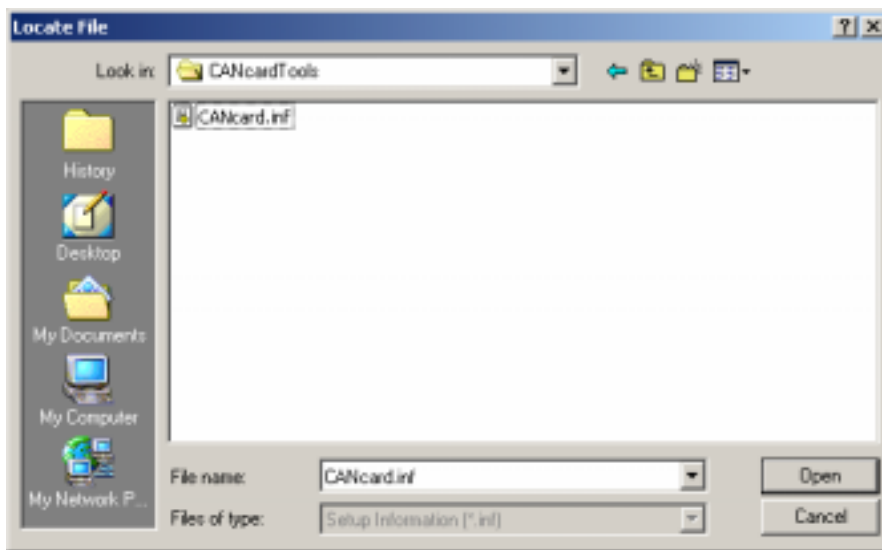 Locate File
Look in: CANcardTools
CANcard.inf
History
Desktop
My Documents
My Computer
My Network P...
File name: CANcard.inf Open
Files of type: Setup Information (*.inf) Cancel